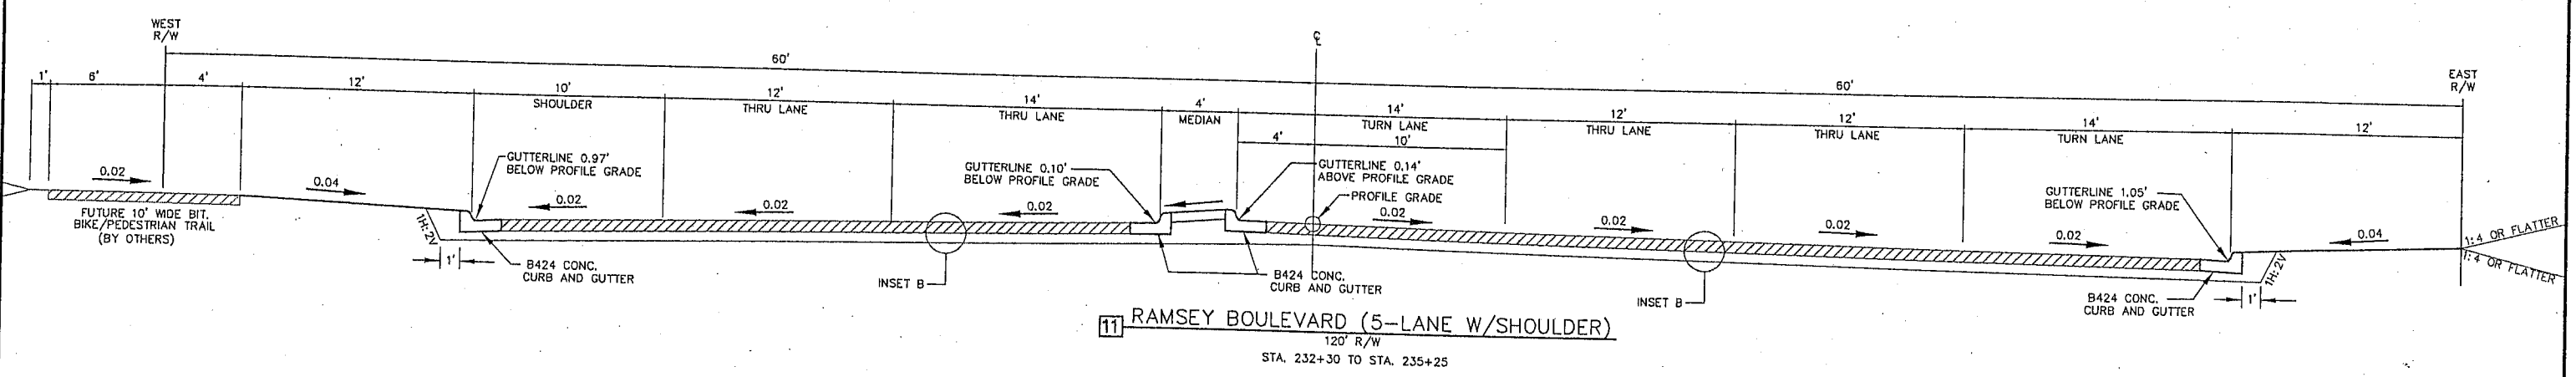 WEST
R/W
℄
EAST
R/W
60'
60'
1'
6'
4'
12'
10'
SHOULDER
12'
THRU LANE
14'
THRU LANE
4'
MEDIAN
14'
TURN LANE
4'
10'
12'
THRU LANE
12'
THRU LANE
14'
TURN LANE
12'
0.02
0.04
GUTTERLINE 0.97'
BELOW PROFILE GRADE
0.02
0.02
0.02
GUTTERLINE 0.10'
BELOW PROFILE GRADE
GUTTERLINE 0.14'
ABOVE PROFILE GRADE
PROFILE GRADE
0.02
0.02
0.02
0.02
GUTTERLINE 1.05'
BELOW PROFILE GRADE
0.04
1:4 OR FLATTER
1:4 OR FLATTER
FUTURE 10' WIDE BIT.
BIKE/PEDESTRIAN TRAIL
(BY OTHERS)
1H:2V
1'
B424 CONC.
CURB AND GUTTER
INSET B
B424 CONC.
CURB AND GUTTER
INSET B
B424 CONC.
CURB AND GUTTER
1'
1H:2V
11 RAMSEY BOULEVARD (5-LANE W/SHOULDER)
120' R/W
STA. 232+30 TO STA. 235+25